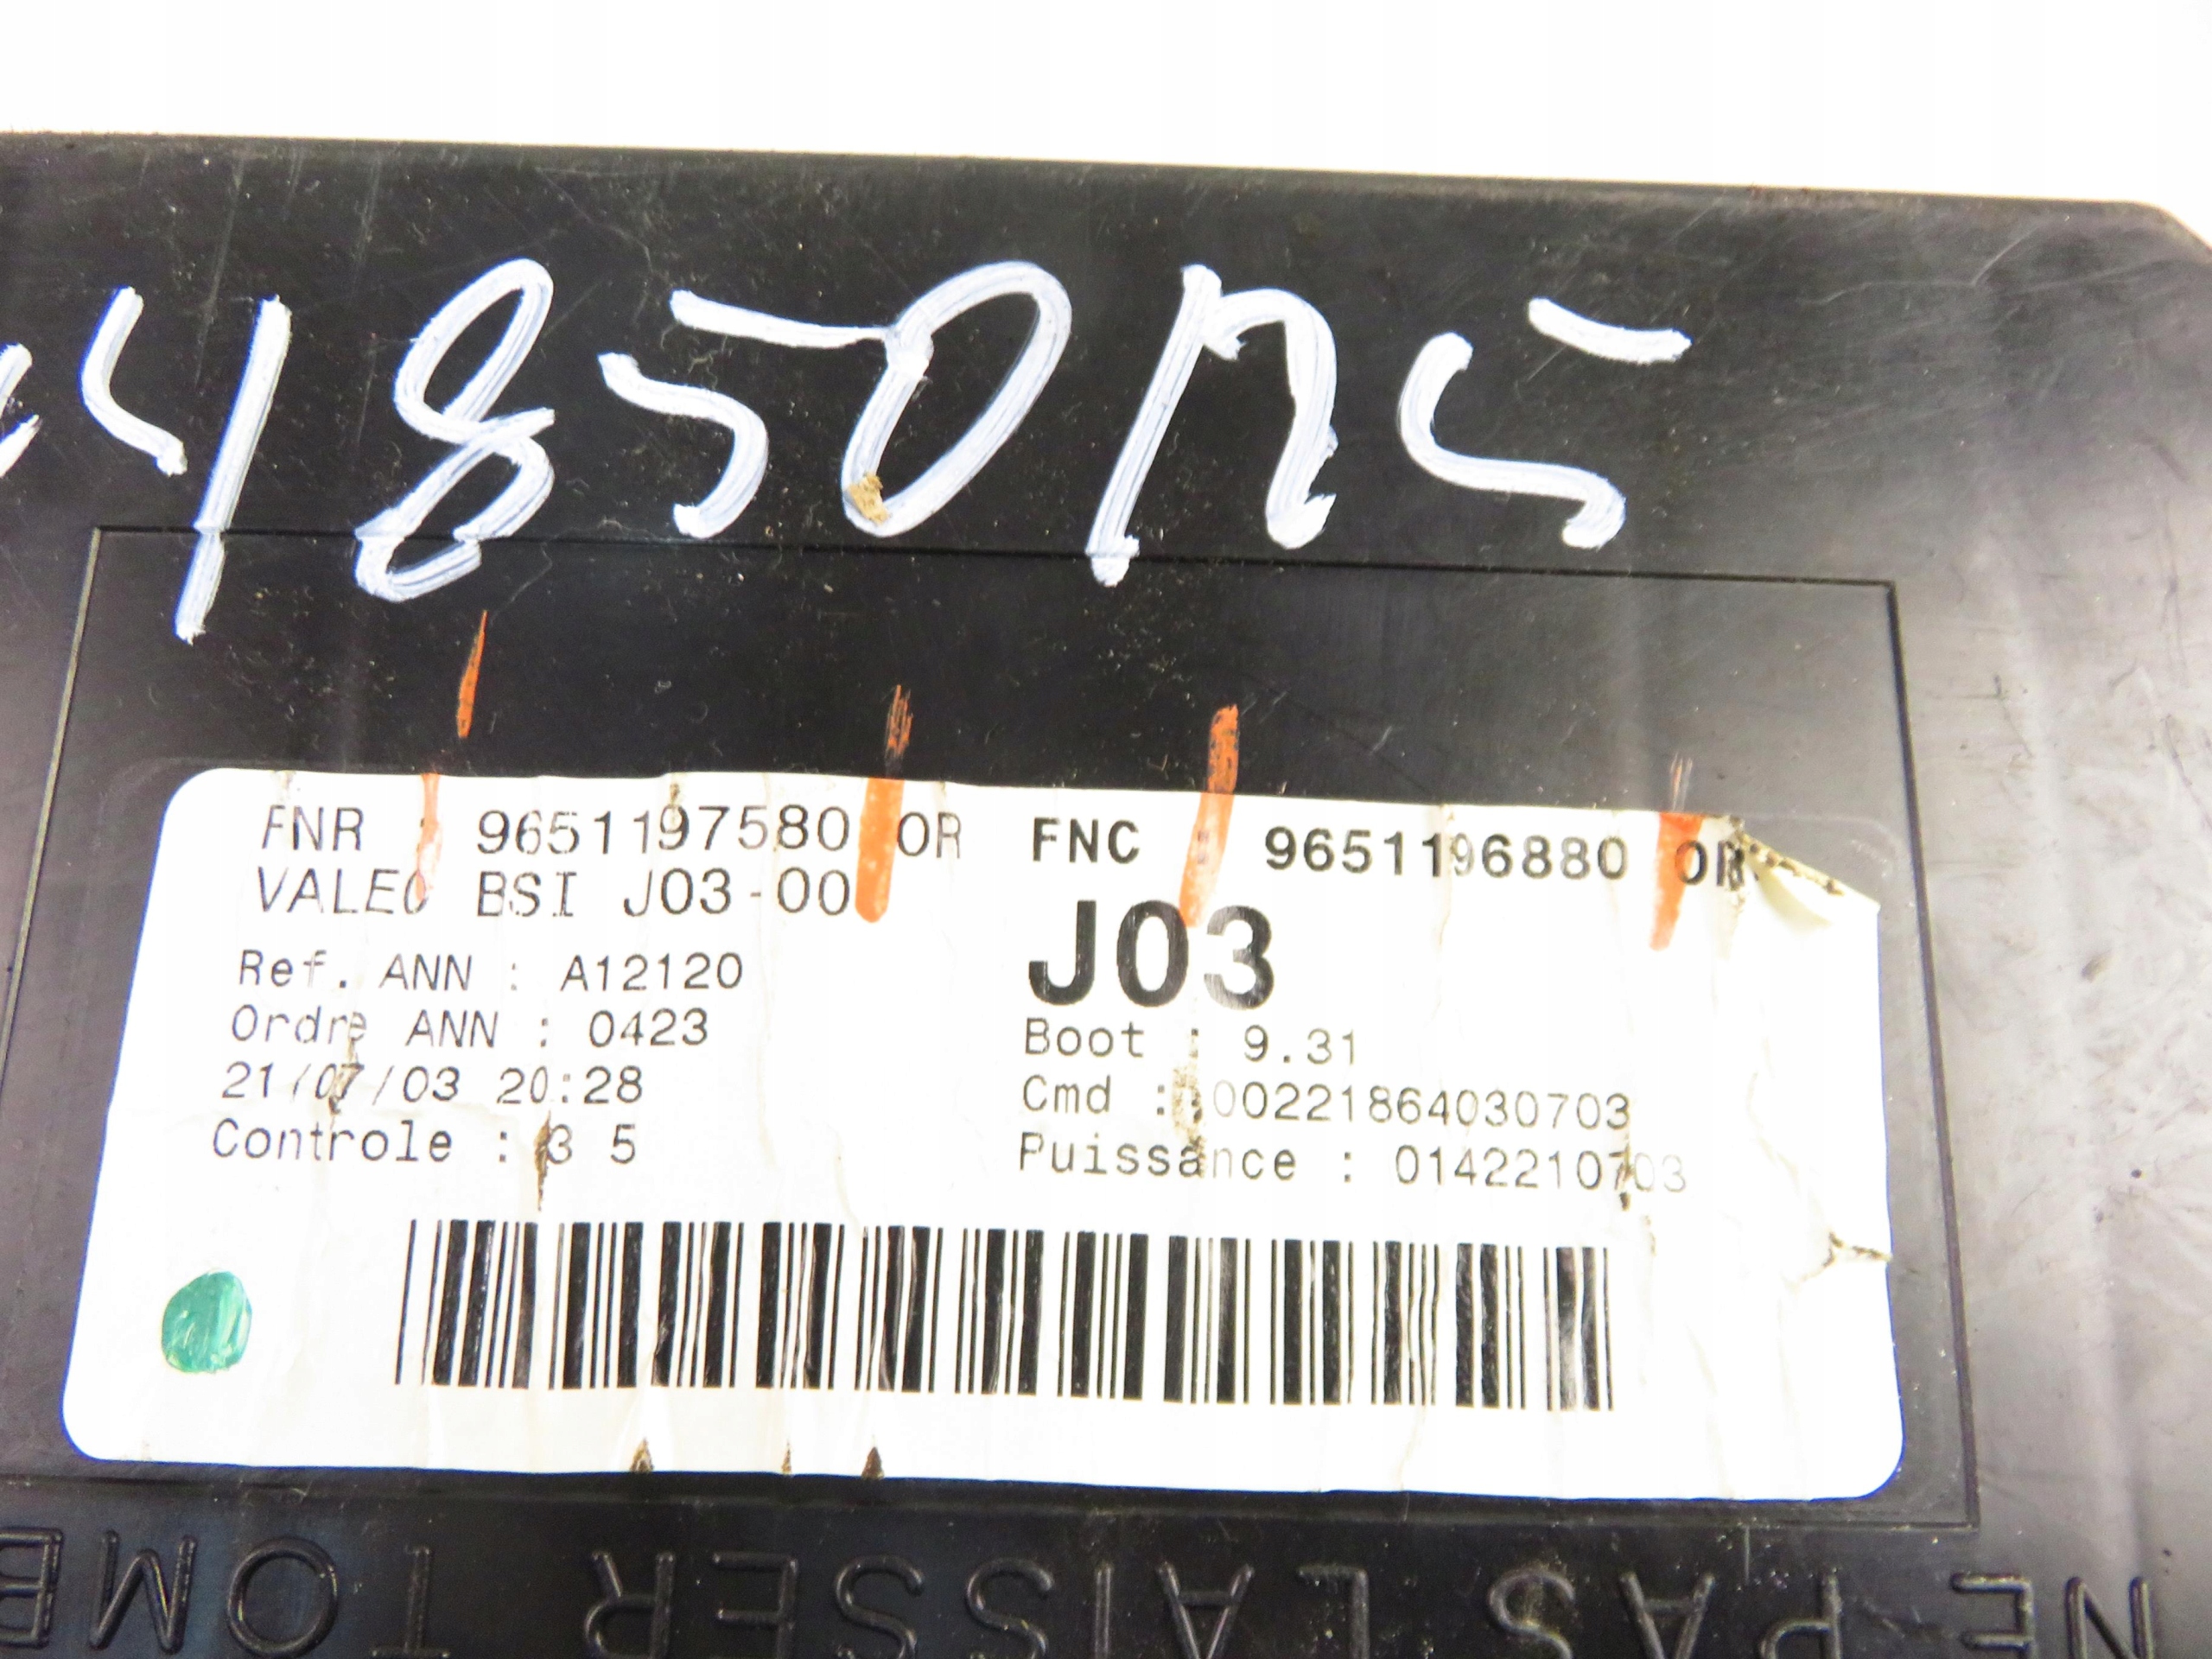 4850M5
FNR : 9651197580 OR
VALEO BSI J03-00
Ref. ANN : A12120
Ordre ANN : 0423
21/07/03 20:28
Controle : 3 5
FNC : 9651196880 OR
J03
Boot : 9.31
Cmd : 00221864030703
Puissance : 0142210703
NE PAS LAISSER TOMB